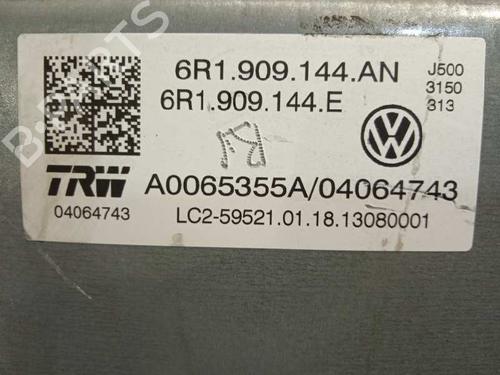 6R1.909.144.AN
6R1.909.144.E
J500
3150
313
TRW
A0065355A/04064743
04064743
LC2-59521.01.18.13080001
B-PARTS